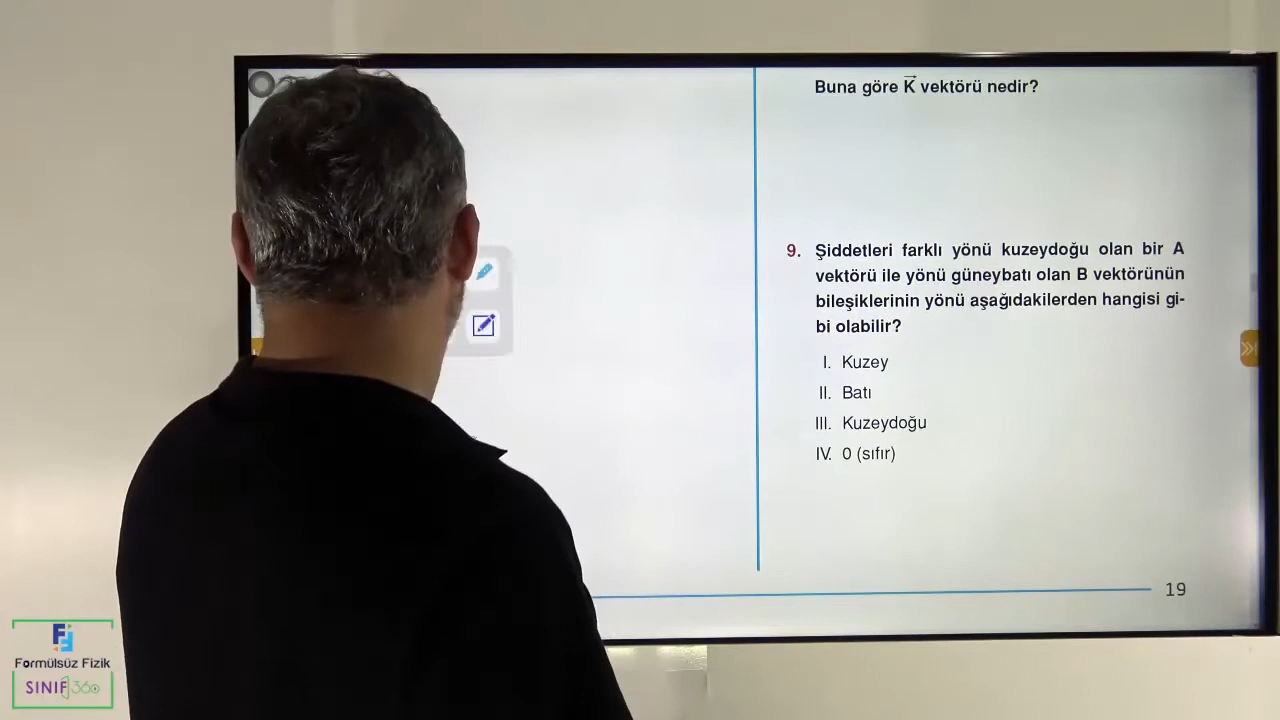 Buna göre K vektörü nedir?
9. Şiddetleri farklı yönü kuzeydoğu olan bir A
vektörü ile yönü güneybatı olan B vektörünün
bileşiklerinin yönü aşağıdakilerden hangisi gi-
bi olabilir?
I. Kuzey
II. Batı
III. Kuzeydoğu
IV. 0 (sıfır)
19
Formülsüz Fizik
SINIF 360